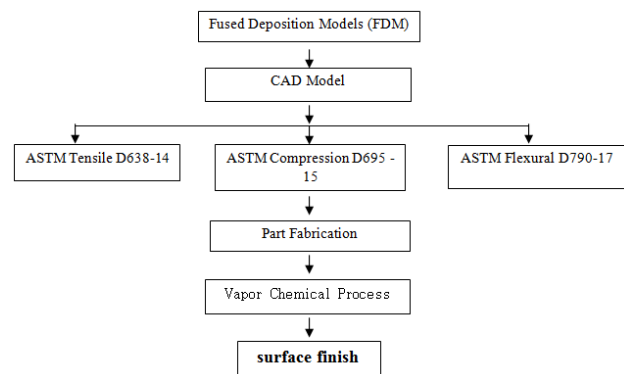 Fused Deposition Models (FDM)
CAD Model
ASTM Tensile D638-14
ASTM Compression D695 -
15
ASTM Flexural D790-17
Part Fabrication
Vapor Chemical Process
surface finish